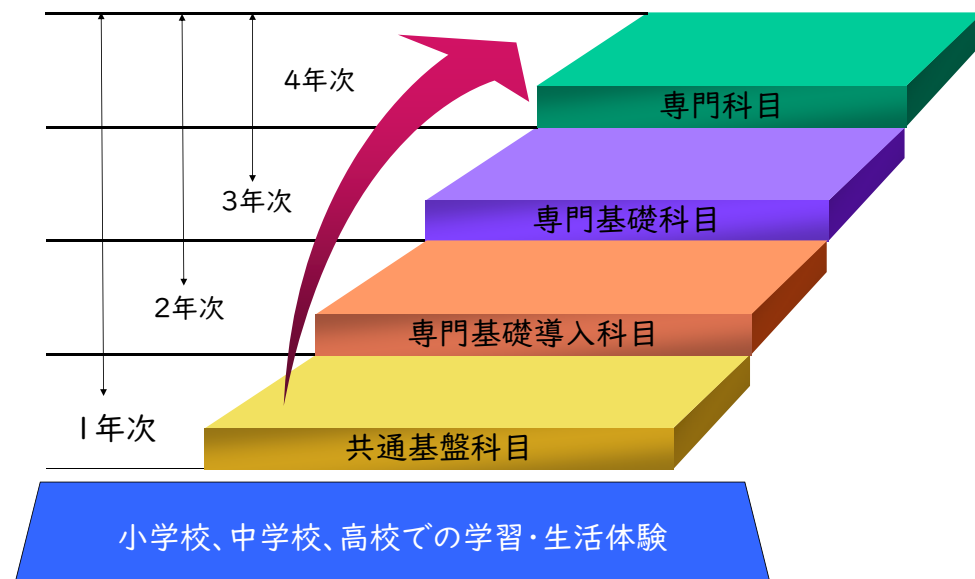 4年次
専門科目
3年次
専門基礎科目
2年次
専門基礎導入科目
1年次
共通基盤科目
小学校、中学校、高校での学習・生活体験